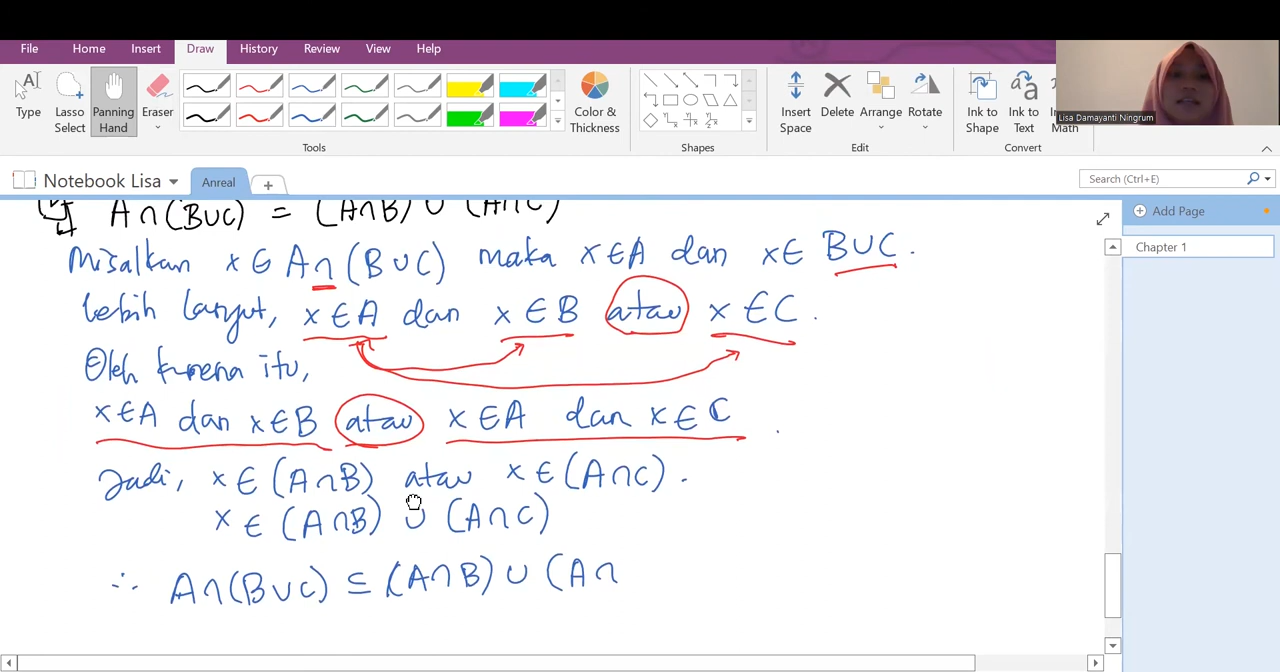 File Home Insert Draw History Review View Help
Type Lasso Select Panning Hand Eraser Color & Thickness Insert Space Delete Arrange Rotate Ink to Shape Ink to Text Math
Tools Shapes Edit Convert
Lisa Damayanti Ningrum
Notebook Lisa Anreal Search (Ctrl+E)
Add Page
Chapter 1
A∩(B∪C) = (A∩B) ∪ (A∩C)
Misalkan x ∈ A∩(B∪C) maka x∈A dan x∈ B∪C.
lebih lanjut, x∈A dan x∈B atau x∈C.
Oleh karena itu,
x∈A dan x∈B atau x∈A dan x∈C.
Jadi, x∈(A∩B) atau x∈(A∩C).
x∈(A∩B) ∪ (A∩C)
∴ A∩(B∪C) ⊆ (A∩B) ∪ (A∩